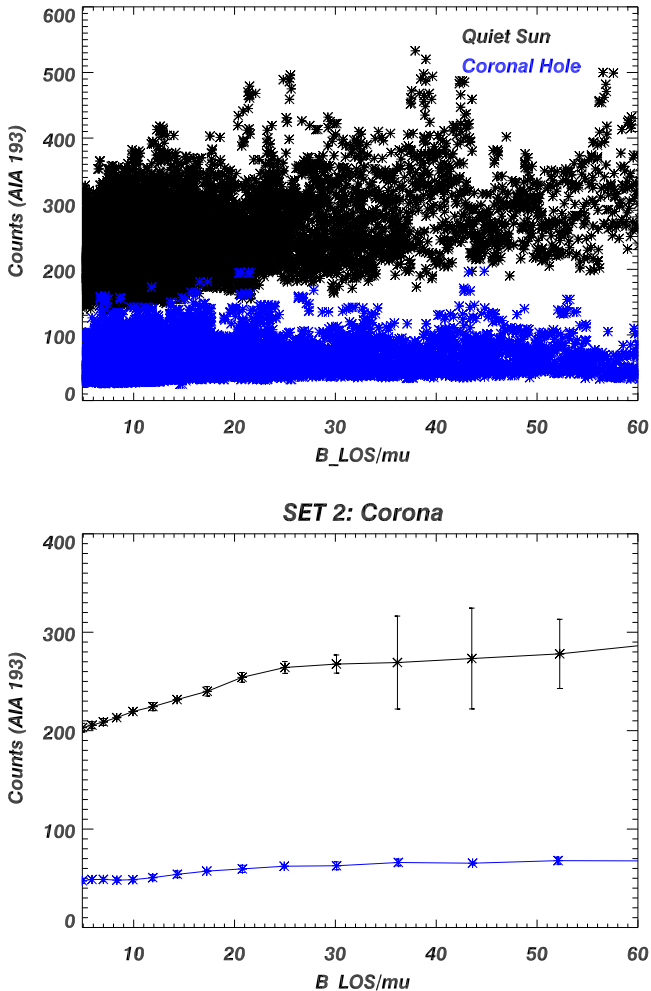 600
500
400
300
200
100
0
Counts (AIA 193)
Quiet Sun
Coronal Hole
10 20 30 40 50 60
B_LOS/mu
SET 2: Corona
400
300
200
100
0
Counts (AIA 193)
10 20 30 40 50 60
B LOS/mu